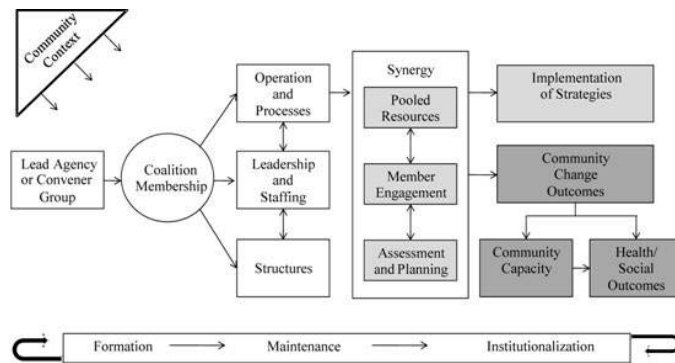 Community
Context
Lead Agency
or Convener
Group
Coalition
Membership
Operation
and
Processes
Leadership
and
Staffing
Structures
Synergy
Pooled
Resources
Member
Engagement
Assessment
and Planning
Implementation
of Strategies
Community
Change
Outcomes
Community
Capacity
Health/
Social
Outcomes
Formation Maintenance Institutionalization